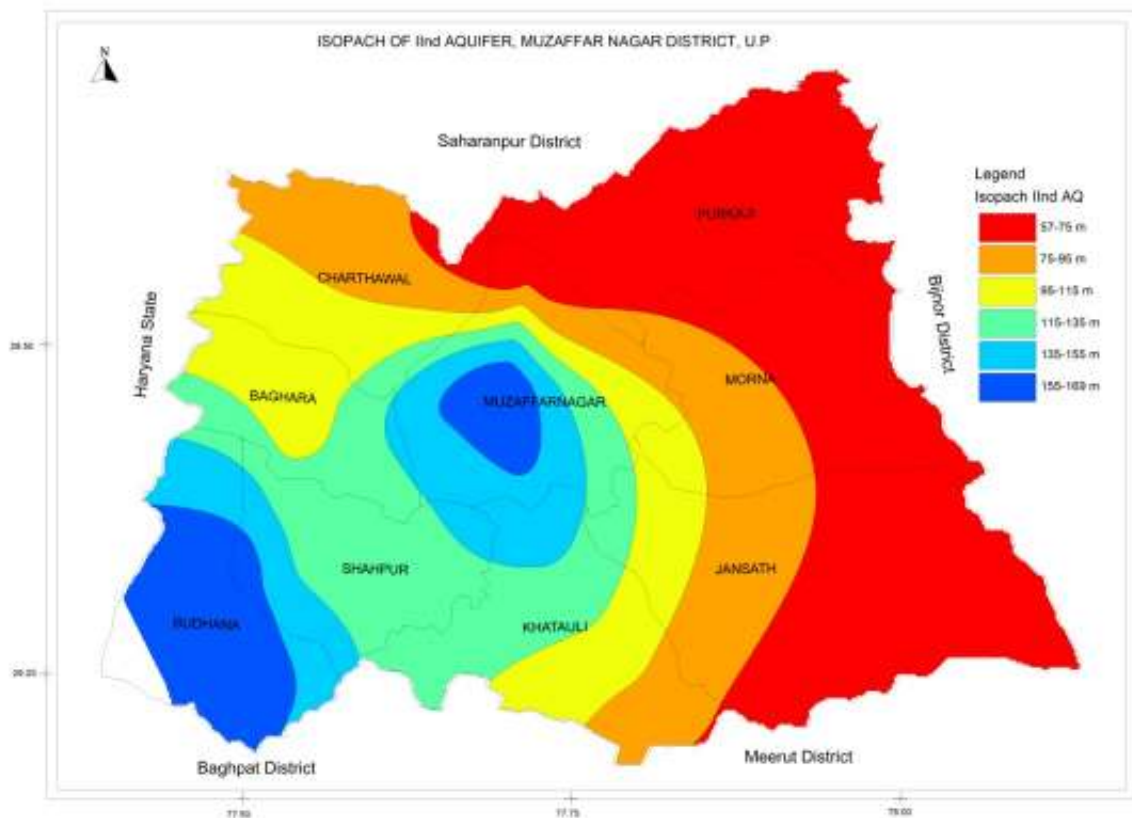 ISOPACH OF IInd AQUIFER, MUZAFFAR NAGAR DISTRICT, U.P
N
Saharanpur District
Legend
Isopach IInd AQ
57-75 m
75-95 m
95-115 m
115-135 m
135-155 m
155-169 m
CHARTHAWAL
Haryana State
Bijnor District
MORNA
BAGHARA
MUZAFFARNAGAR
SHAHPUR
JANSATH
BUDHANA
KHATAULI
Baghpat District
Meerut District
77.50
77.75
78.00